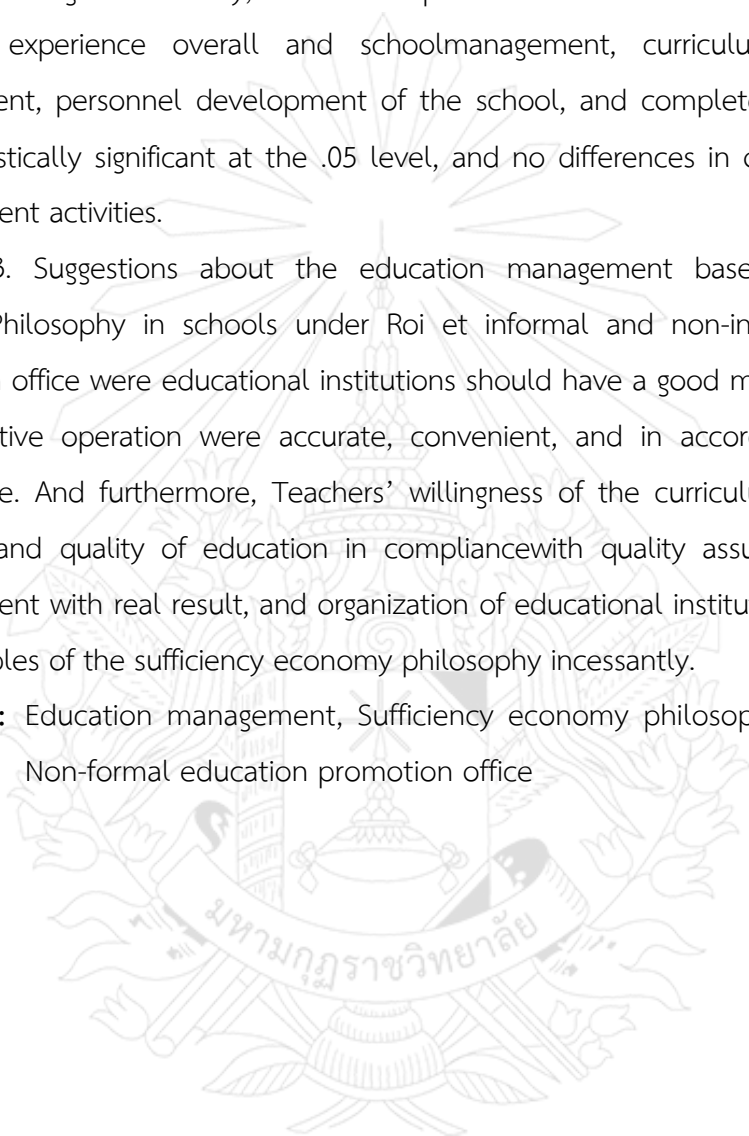 experience overall and schoolmanagement, curriculu
ent, personnel development of the school, and complete
stically significant at the .05 level, and no differences in
ent activities.
3. Suggestions about the education management base
Philosophy in schools under Roi et informal and non-in
office were educational institutions should have a good m
tive operation were accurate, convenient, and in accor
e. And furthermore, Teachers’ willingness of the curriculu
and quality of education in compliancewith quality assu
ent with real result, and organization of educational institu
ples of the sufficiency economy philosophy incessantly.
: Education management, Sufficiency economy philosop
Non-formal education promotion office
มหามกุฏราชวิทยาลัย